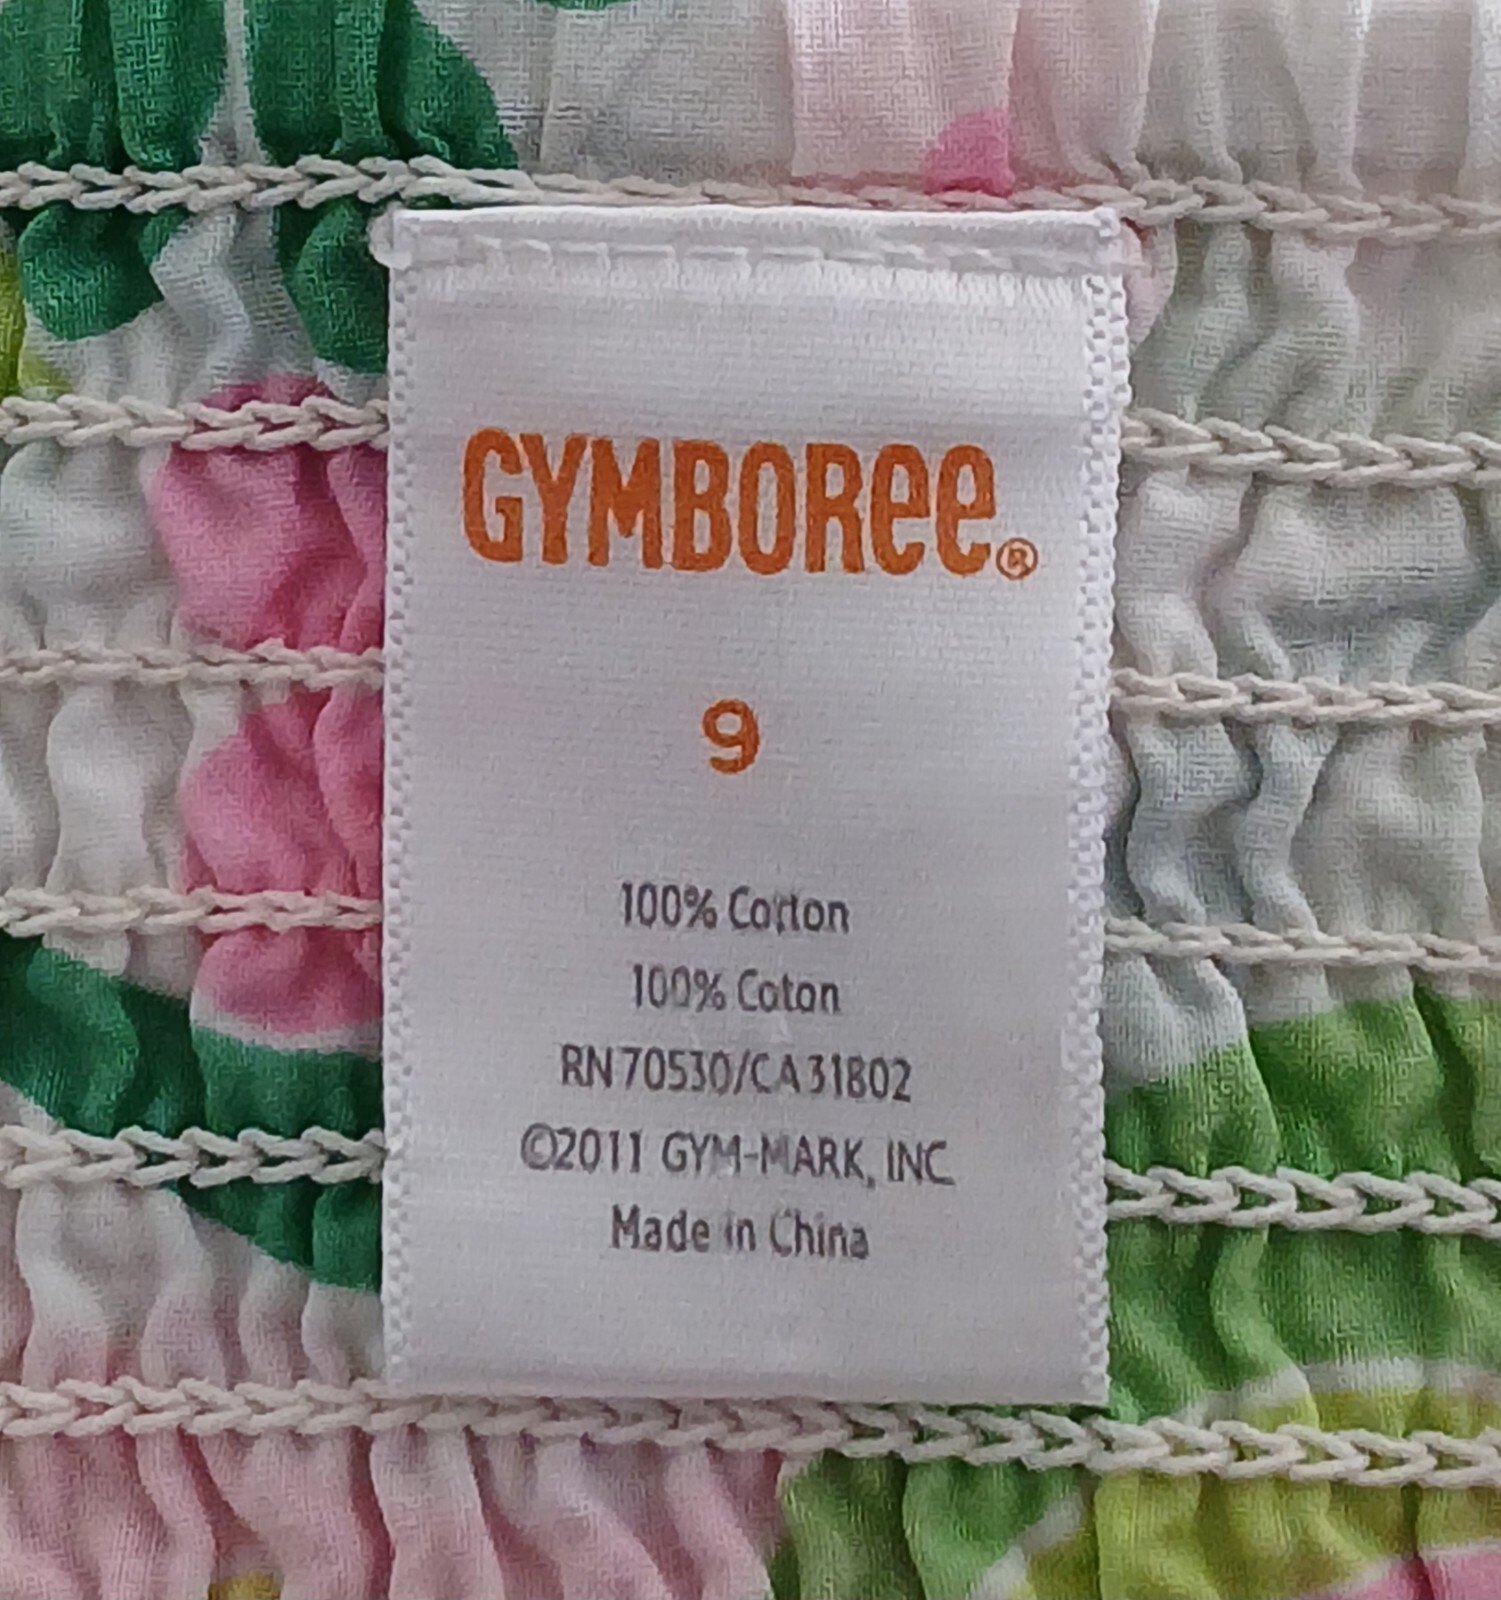 GYMBOREE®
9
100% Cotton
100% Coton
RN70530/CA31802
©2011 GYM-MARK, INC.
Made in China